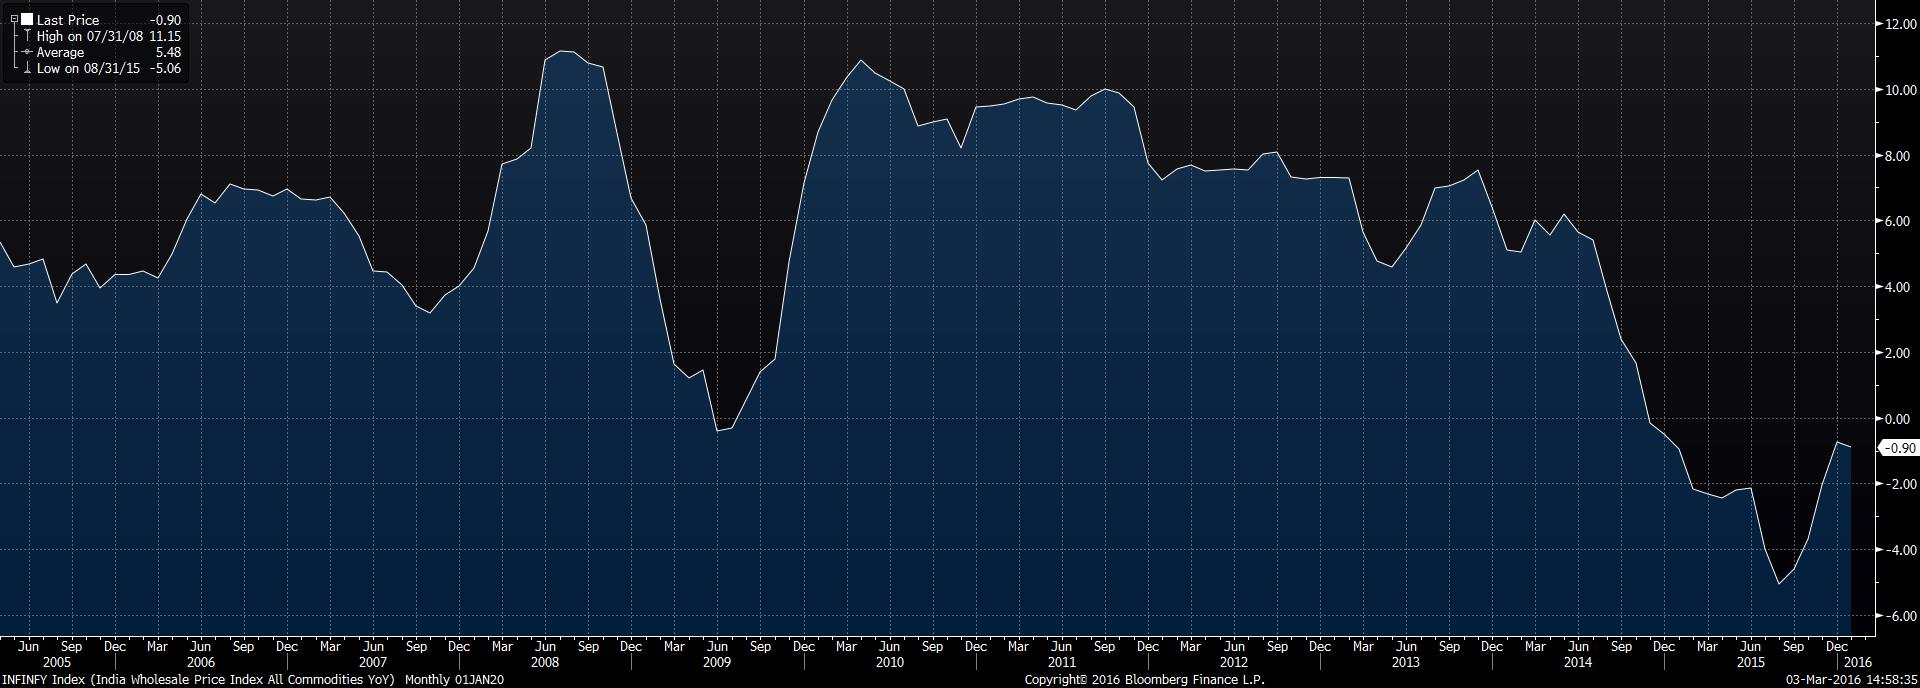 Last Price -0.90
High on 07/31/08 11.15
Average 5.48
Low on 08/31/15 -5.06
12.00
10.00
8.00
6.00
4.00
2.00
0.00
-0.90
-2.00
-4.00
-6.00
Jun Sep Dec Mar Jun Sep Dec Mar Jun Sep Dec Mar Jun Sep Dec Mar Jun Sep Dec Mar Jun Sep Dec Mar Jun Sep Dec Mar Jun Sep Dec Mar Jun Sep Dec Mar Jun Sep Dec Mar Jun Sep Dec
2005 2006 2007 2008 2009 2010 2011 2012 2013 2014 2015 2016
INFINFY Index (India Wholesale Price Index All Commodities YoY) Monthly 01JAN20 Copyright© 2016 Bloomberg Finance L.P. 03-Mar-2016 14:58:35